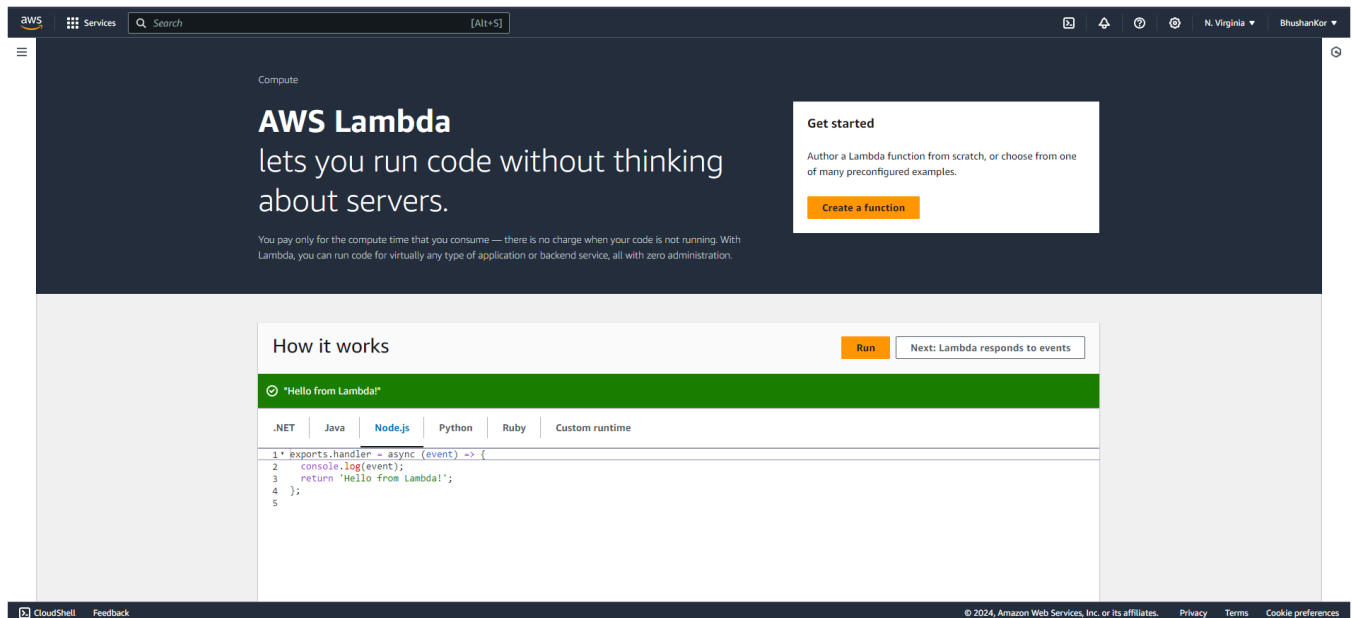 aws
Services
Search [Alt+S]
N. Virginia ▼
BhushanKor ▼
Compute
AWS Lambda
lets you run code without thinking
about servers.
You pay only for the compute time that you consume — there is no charge when your code is not running. With
Lambda, you can run code for virtually any type of application or backend service, all with zero administration.
Get started
Author a Lambda function from scratch, or choose from one
of many preconfigured examples.
Create a function
How it works
Run
Next: Lambda responds to events
"Hello from Lambda!"
.NET Java Node.js Python Ruby Custom runtime
1 exports.handler = async (event) => {
2   console.log(event);
3   return 'Hello from Lambda!';
4 };
5
CloudShell Feedback
© 2024, Amazon Web Services, Inc. or its affiliates. Privacy Terms Cookie preferences